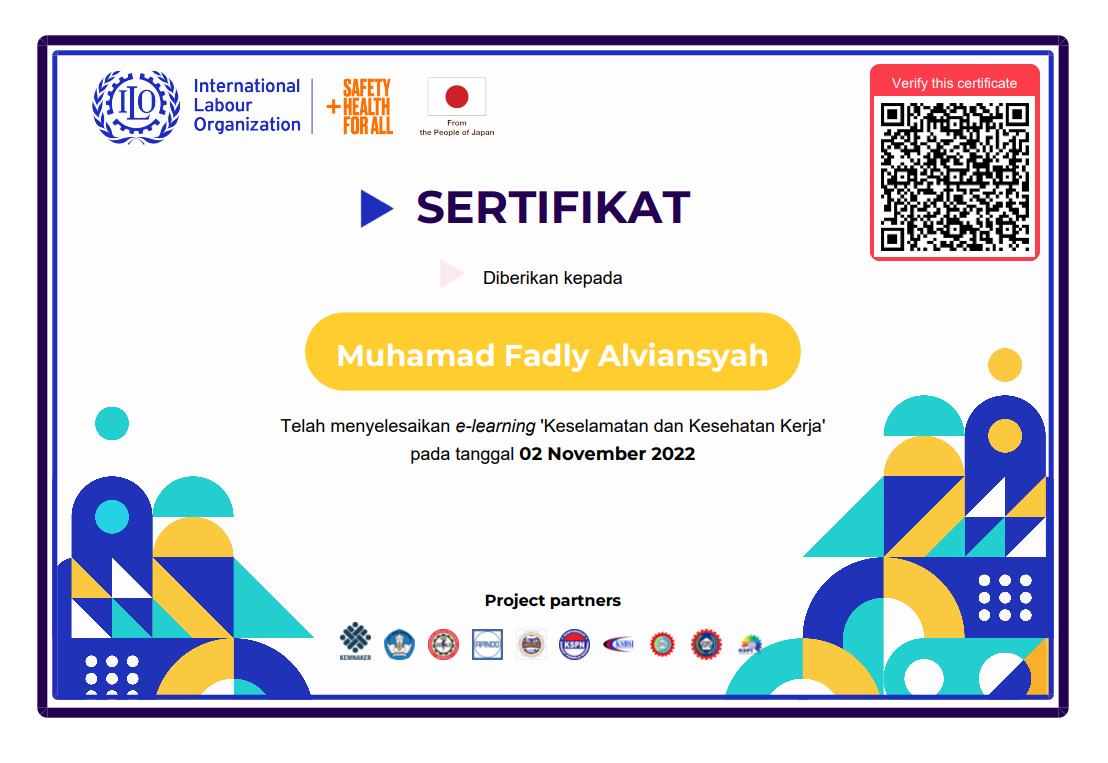 ILO
International
Labour
Organization
+SAFETY
HEALTH
FOR ALL
From
the People of Japan
Verify this certificate
SERTIFIKAT
Diberikan kepada
Muhamad Fadly Alviansyah
Telah menyelesaikan e-learning 'Keselamatan dan Kesehatan Kerja'
pada tanggal 02 November 2022
Project partners
KEMNAKER
APINDO
KSPN
KSBSI